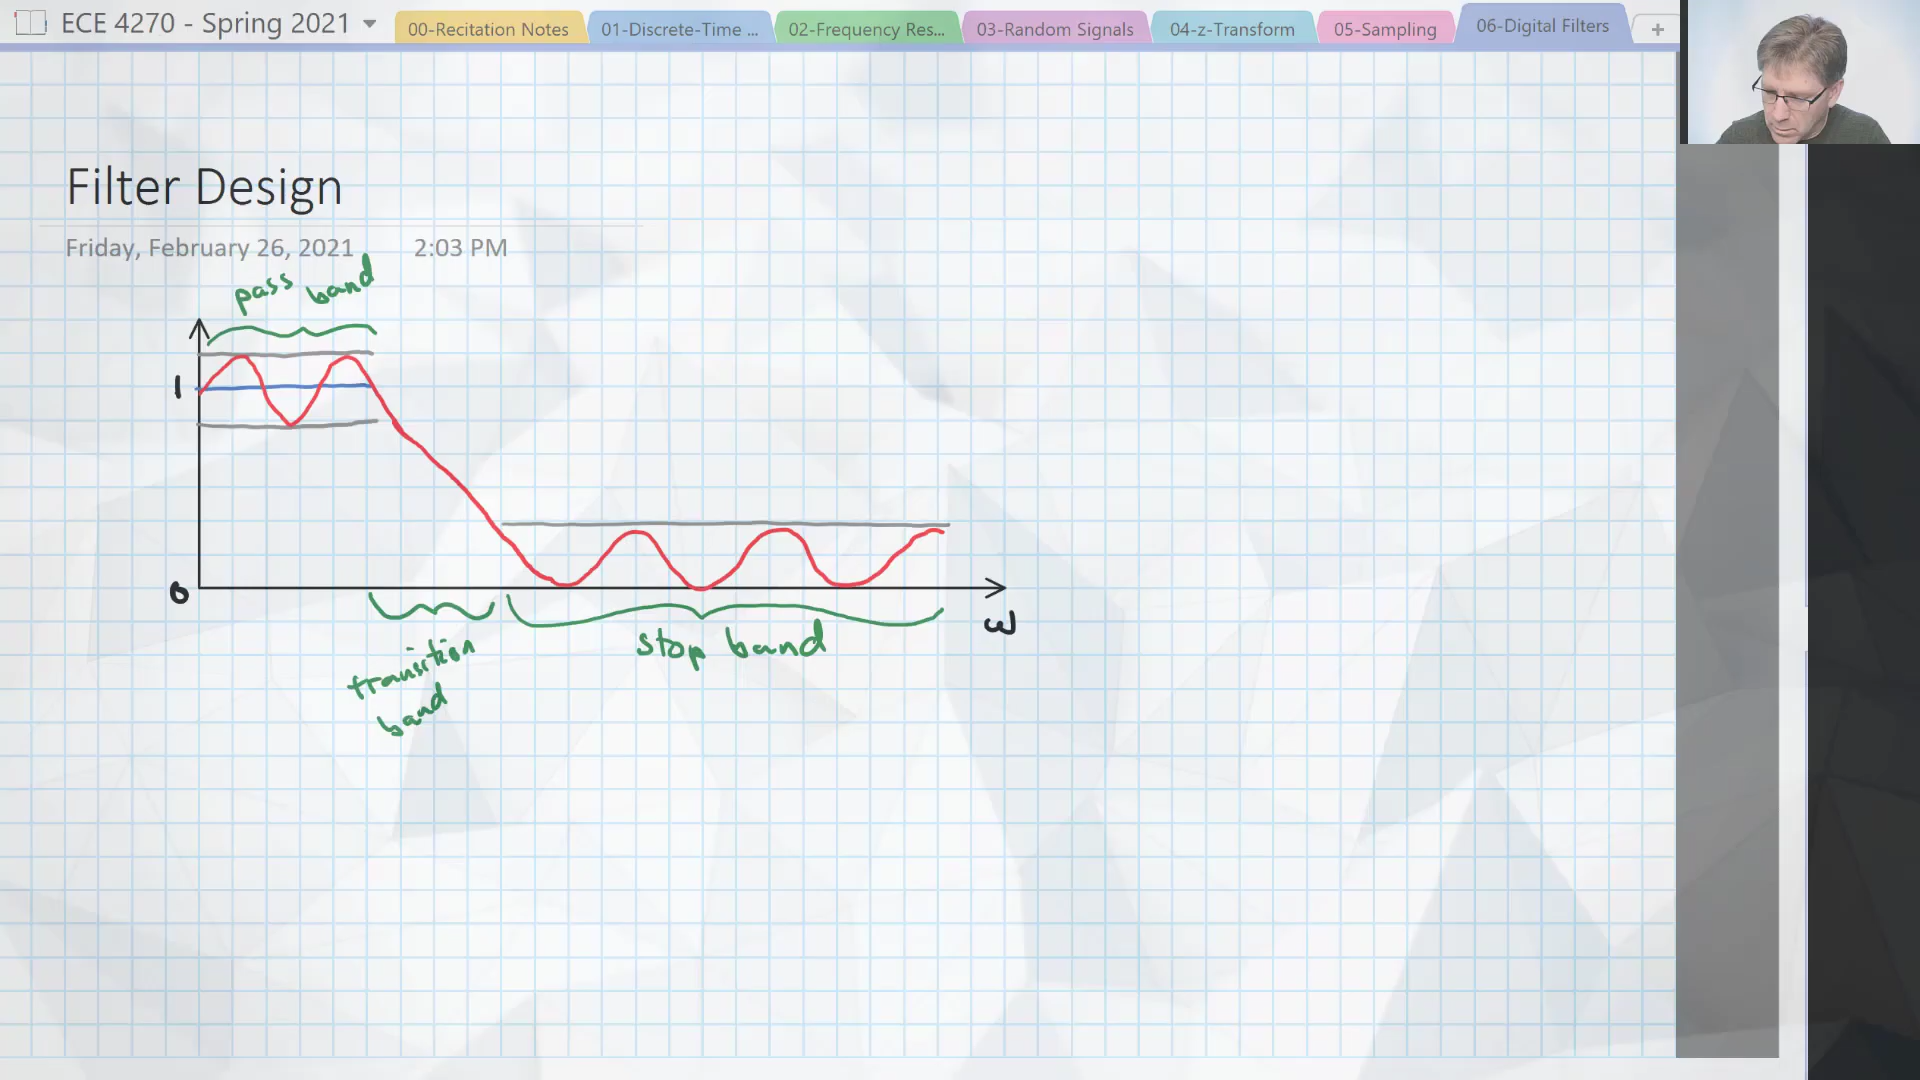 ECE 4270 - Spring 2021
00-Recitation Notes
01-Discrete-Time ...
02-Frequency Res...
03-Random Signals
04-z-Transform
05-Sampling
06-Digital Filters
+
Filter Design
Friday, February 26, 2021 2:03 PM
pass band
1
0
ω
transition
band
stop band